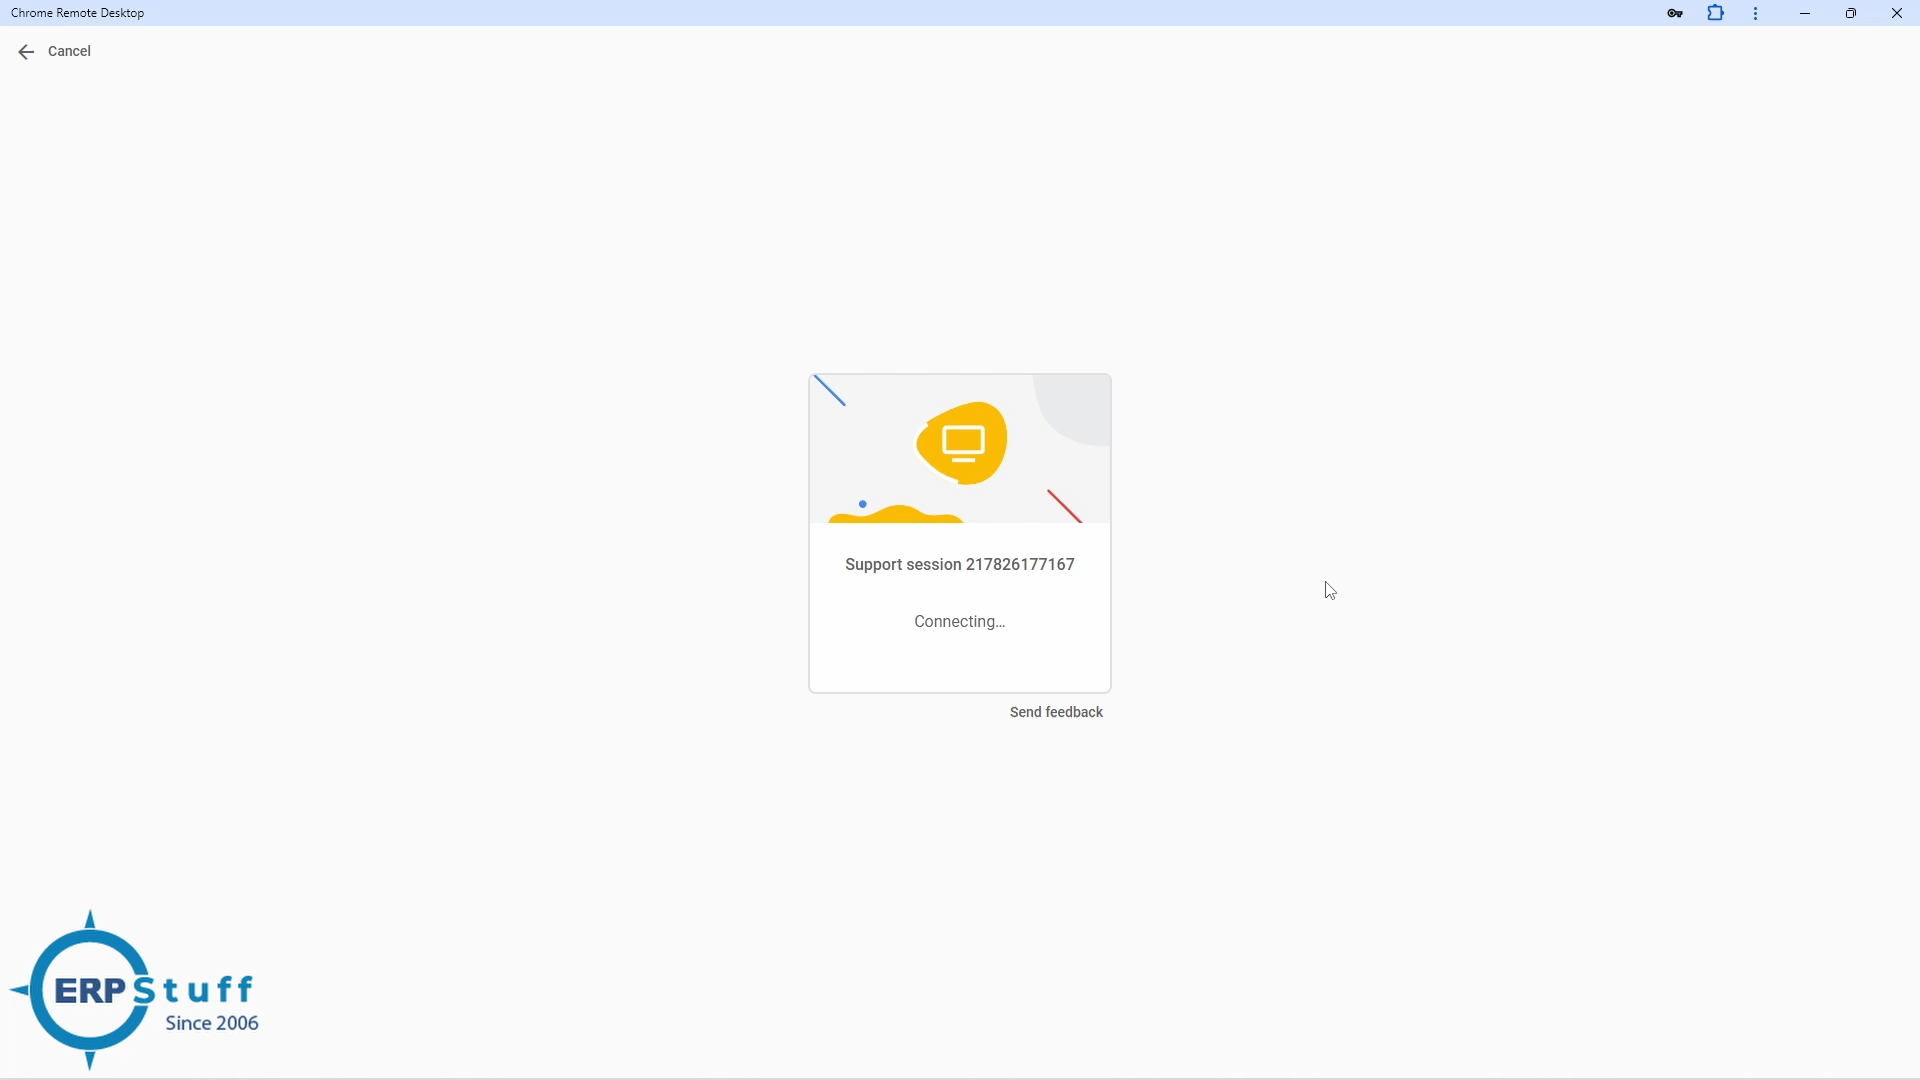 Chrome Remote Desktop
Cancel
Support session 217826177167
Connecting...
Send feedback
ERPStuff
Since 2006